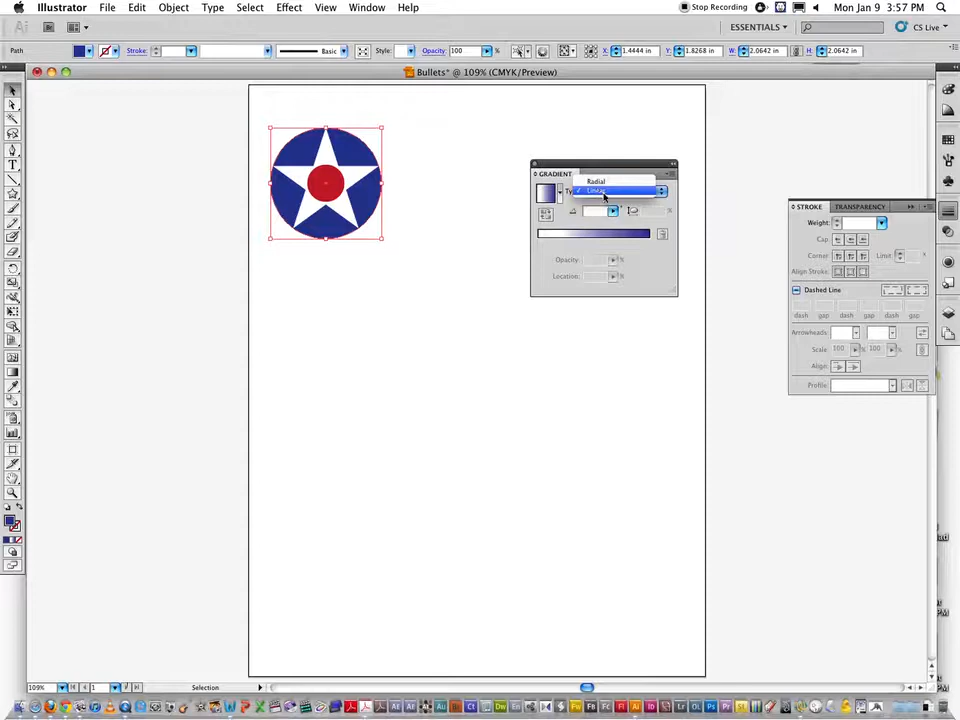 Illustrator File Edit Object Type Select Effect View Window Help Stop Recording Mon Jan 9 3:57 PM
Ai Br ESSENTIALS CS Live
Path Stroke: Basic Style: Opacity: 100 % X: 1.4444 in Y: 1.8268 in W: 2.0642 in H: 2.0642 in
Bullets* @ 109% (CMYK/Preview)
GRADIENT
Radial
Linear
°
%
Opacity: %
Location: %
STROKE TRANSPARENCY
Weight:
Cap:
Corner Limit
Align Stroke:
Dashed Line
dash gap dash gap dash gap
Arrowheads:
Scale 100 % 100 %
Align:
Profile:
109% 1 Selection